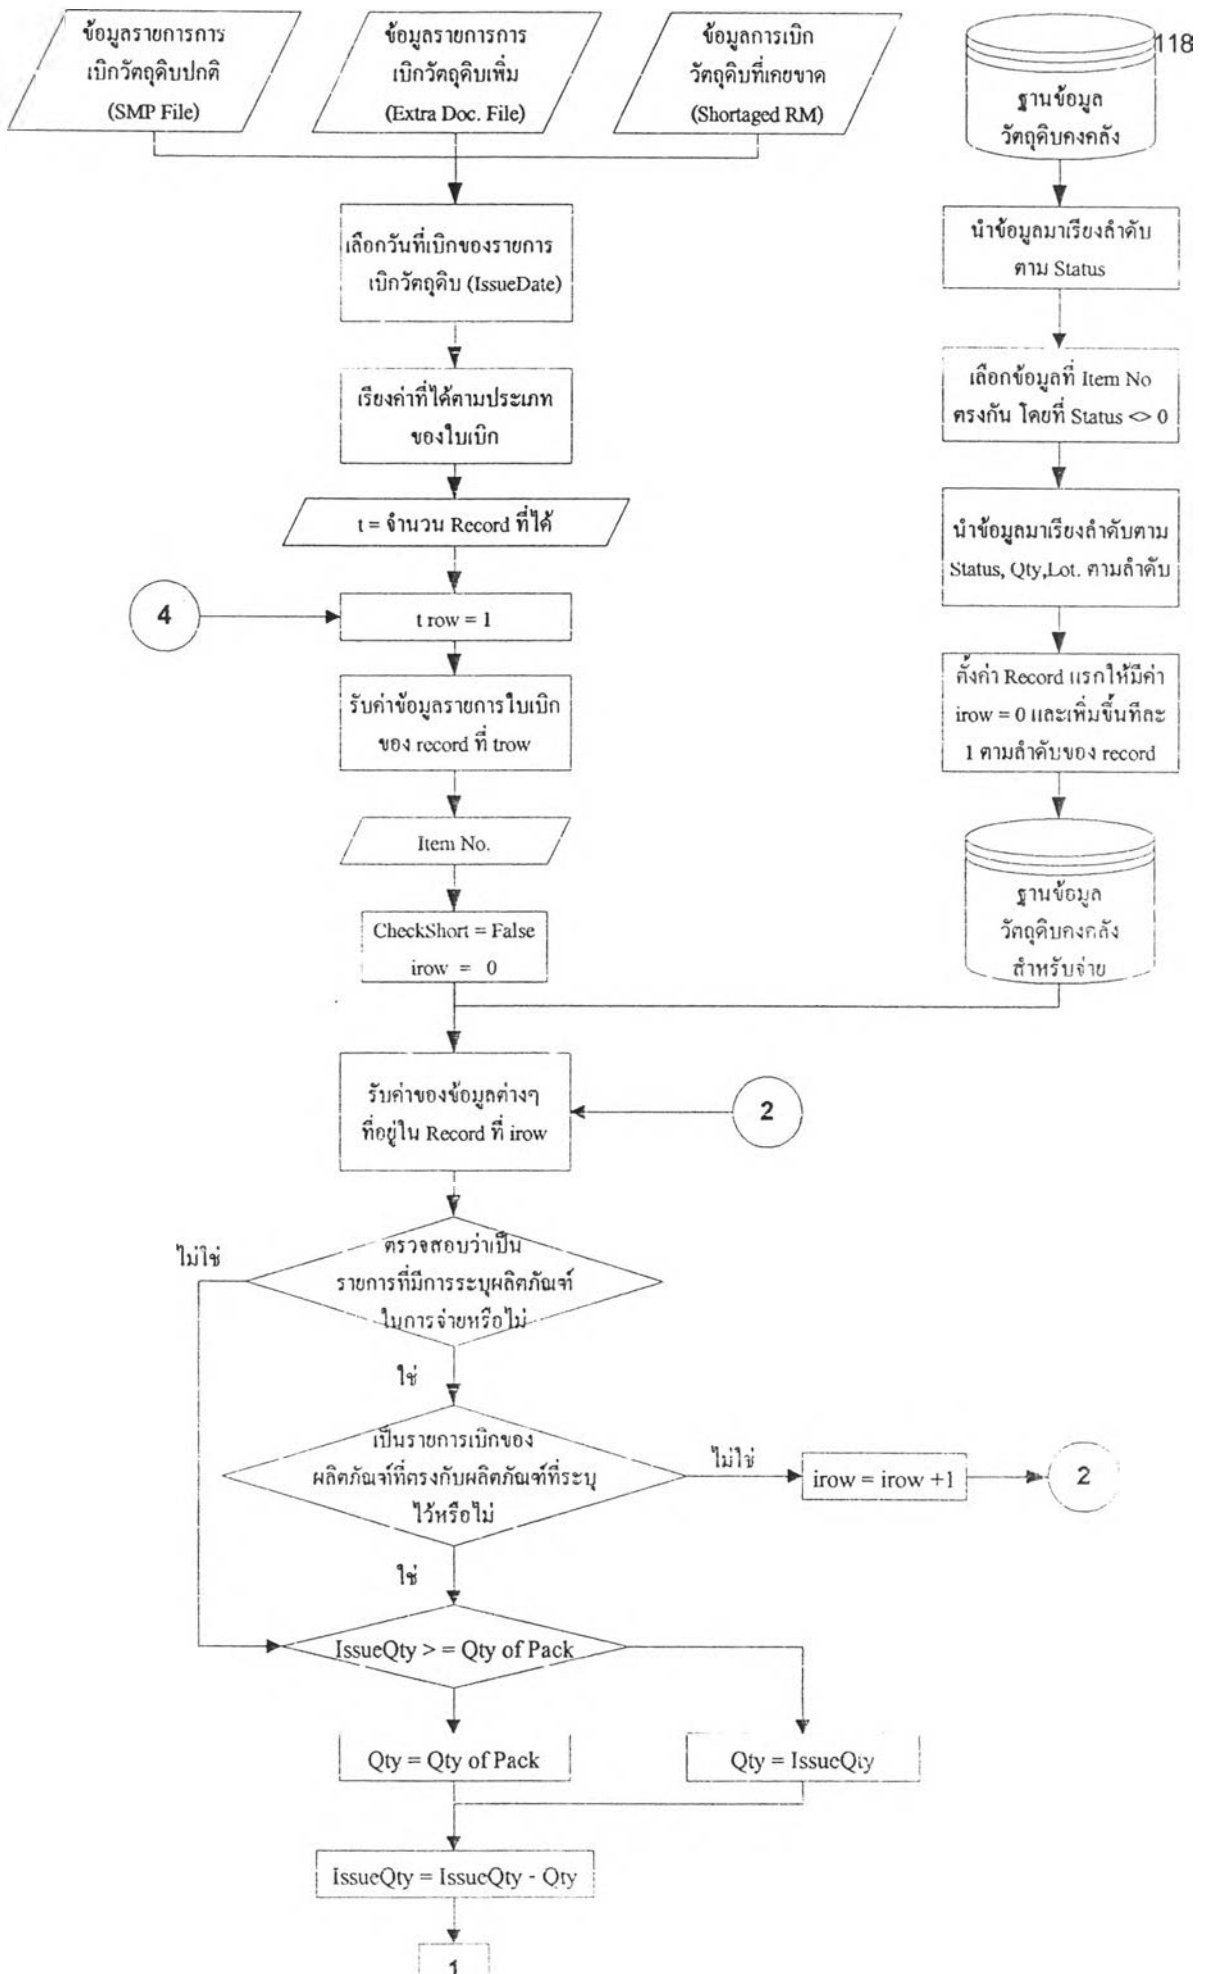 118
ข้อมูลรายการการ
เบิกวัตถุดิบปกติ
(SMP File)
ข้อมูลรายการการ
เบิกวัตถุดิบเพิ่ม
(Extra Doc. File)
ข้อมูลการเบิก
วัตถุดิบที่เคยขาด
(Shortaged RM)
ฐานข้อมูล
วัตถุดิบคงคลัง
เลือกวันที่เบิกของรายการ
เบิกวัตถุดิบ (IssueDate)
เรียงค่าที่ได้ตามประเภท
ของใบเบิก
t = จำนวน Record ที่ได้
4
t row = 1
รับค่าข้อมูลรายการใบเบิก
ของ record ที่ trow
Item No.
CheckShort = False
irow = 0
นำข้อมูลมาเรียงลำดับ
ตาม Status
เลือกข้อมูลที่ Item No
ตรงกัน โดยที่ Status <> 0
นำข้อมูลมาเรียงลำดับตาม
Status, Qty,Lot. ตามลำดับ
ตั้งค่า Record แรกให้มีค่า
irow = 0 และเพิ่มขึ้นทีละ
1 ตามลำดับของ record
ฐานข้อมูล
วัตถุดิบคงคลัง
สำหรับจ่าย
รับค่าของข้อมูลต่างๆ
ที่อยู่ใน Record ที่ irow
2
ตรวจสอบว่าเป็น
รายการที่มีการระบุผลิตภัณฑ์
ในการจ่ายหรือไม่
ไม่ใช่
ใช่
เป็นรายการเบิกของ
ผลิตภัณฑ์ที่ตรงกับผลิตภัณฑ์ที่ระบุ
ไว้หรือไม่
ไม่ใช่
irow = irow +1
2
ใช่
IssueQty > = Qty of Pack
Qty = Qty of Pack
Qty = IssueQty
IssueQty = IssueQty - Qty
1